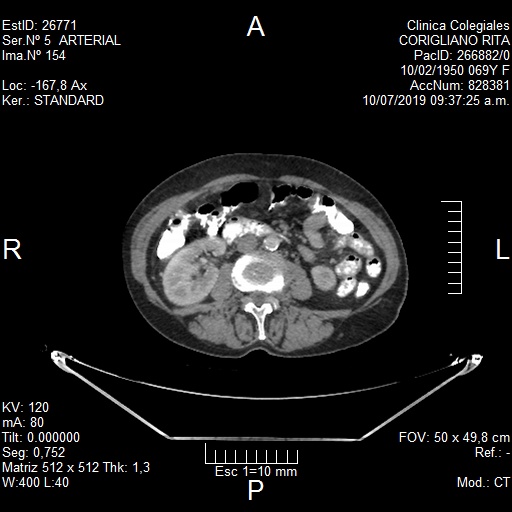 EstID: 26771
Ser.Nº 5 ARTERIAL
Ima.Nº 154
Loc: -167,8 Ax
Ker.: STANDARD
A
Clinica Colegiales
CORIGLIANO RITA
PacID: 266882/0
10/02/1950 069Y F
AccNum: 828381
10/07/2019 09:37:25 a.m.
R
L
KV: 120
mA: 80
Tilt: 0.000000
Seg: 0,752
Matriz 512 x 512 Thk: 1,3
W:400 L:40
Esc 1=10 mm
P
FOV: 50 x 49,8 cm
Ref.: -
Mod.: CT